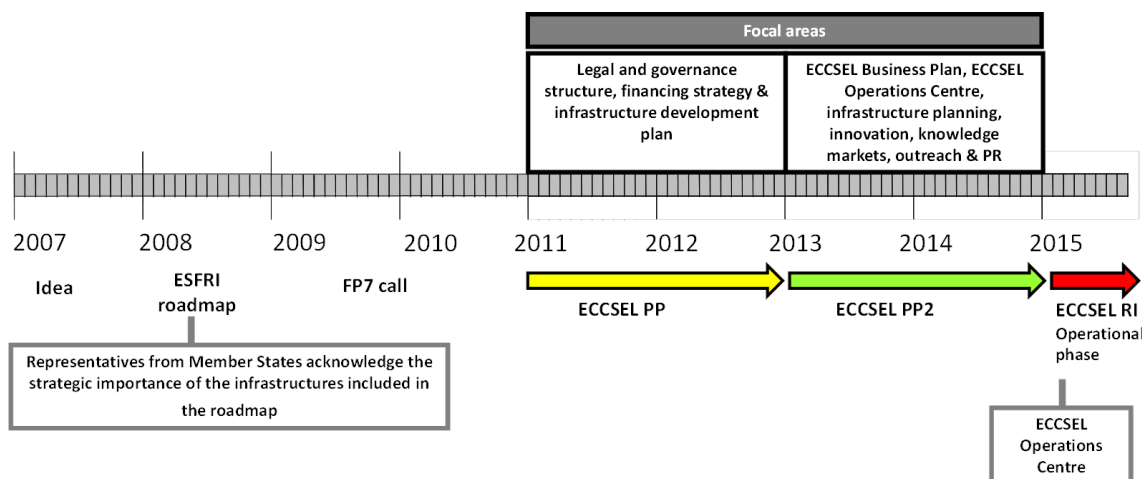 Focal areas
Legal and governance
structure, financing strategy &
infrastructure development
plan
ECCSEL Business Plan, ECCSEL
Operations Centre,
infrastructure planning,
innovation, knowledge
markets, outreach & PR
2007
2008
2009
2010
2011
2012
2013
2014
2015
Idea
ESFRI
roadmap
FP7 call
ECCSEL PP
ECCSEL PP2
ECCSEL RI
Operational
phase
Representatives from Member States acknowledge the
strategic importance of the infrastructures included in
the roadmap
ECCSEL
Operations
Centre